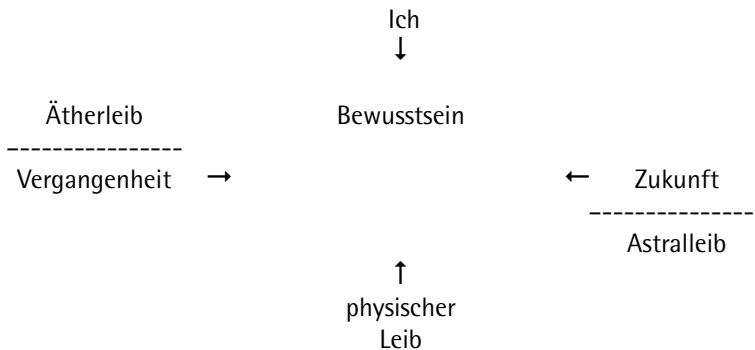 Ich
↓
Ätherleib Bewusstsein
----------------
Vergangenheit → ← Zukunft
---------------
Astralleib
↑
physischer
Leib